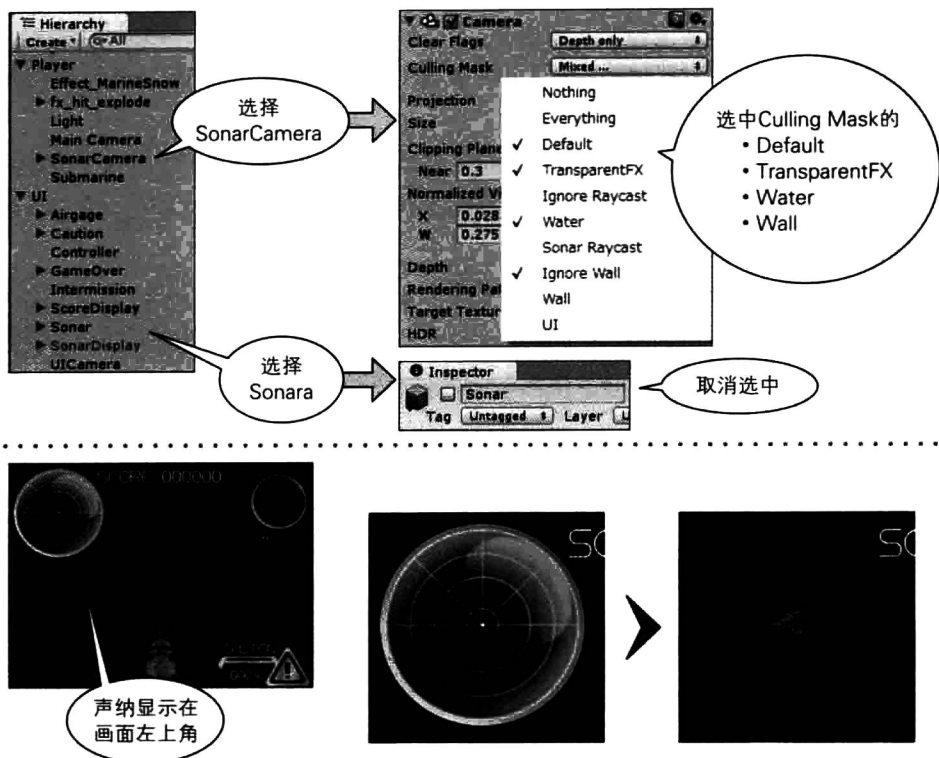 Hierarchy
Create
All
Player
Effect_MarineSnow
fx_hit_explode
Light
Main Camera
SonarCamera
Submarine
UI
Airgage
Caution
Controller
GameOver
Intermission
ScoreDisplay
Sonar
SonarDisplay
UICamera
选择
SonarCamera
选择
Sonara
Camera
Clear Flags Depth only
Culling Mask Mixed ...
Projection
Size
Clipping Plane
Near 0.3
Normalized Vi
X 0.028
W 0.275
Depth
Rendering Pat
Target Textur
HDR
Nothing
Everything
✓ Default
✓ TransparentFX
Ignore Raycast
✓ Water
Sonar Raycast
✓ Ignore Wall
Wall
UI
选中Culling Mask的
• Default
• TransparentFX
• Water
• Wall
Inspector
Sonar
Tag Untagged Layer
取消选中
SCORE 000000
声纳显示在
画面左上角
SC
SC